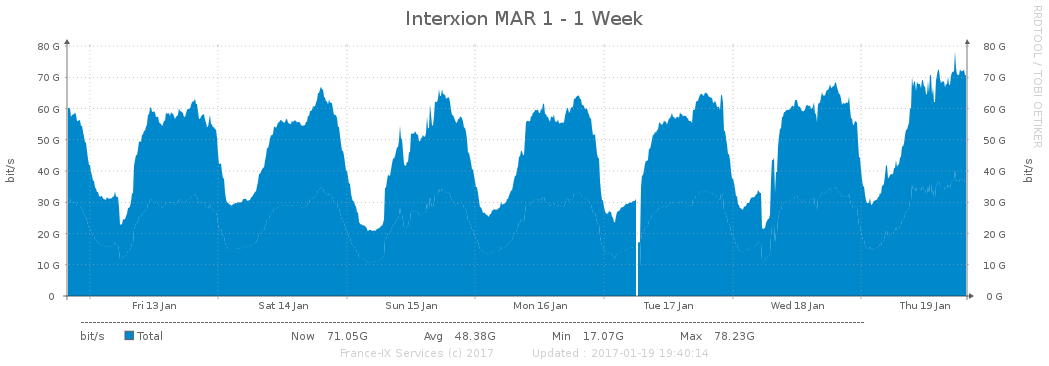 Interxion MAR 1 - 1 Week
RRDTOOL / TOBI OETIKER
80 G 80 G
70 G 70 G
60 G 60 G
50 G 50 G
40 G 40 G
30 G 30 G
20 G 20 G
10 G 10 G
0 0 G
bit/s
bit/s
Fri 13 Jan Sat 14 Jan Sun 15 Jan Mon 16 Jan Tue 17 Jan Wed 18 Jan Thu 19 Jan
bit/s Total Now 71.05G Avg 48.38G Min 17.07G Max 78.23G
France-IX Services (c) 2017 Updated : 2017-01-19 19:40:14